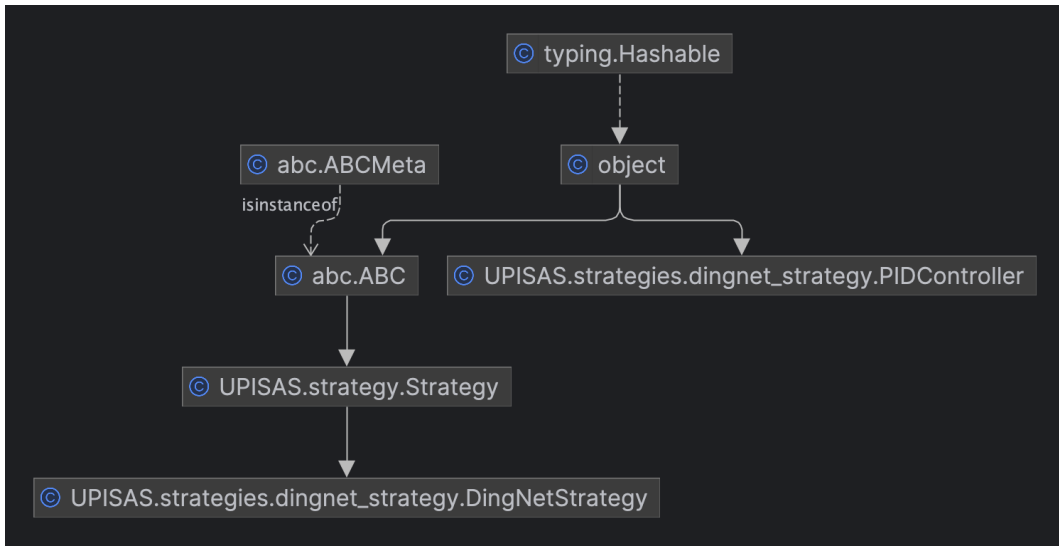 © typing.Hashable
© abc.ABCMeta
© object
isinstanceof
© abc.ABC
© UPISAS.strategies.dingnet_strategy.PIDController
© UPISAS.strategy.Strategy
© UPISAS.strategies.dingnet_strategy.DingNetStrategy